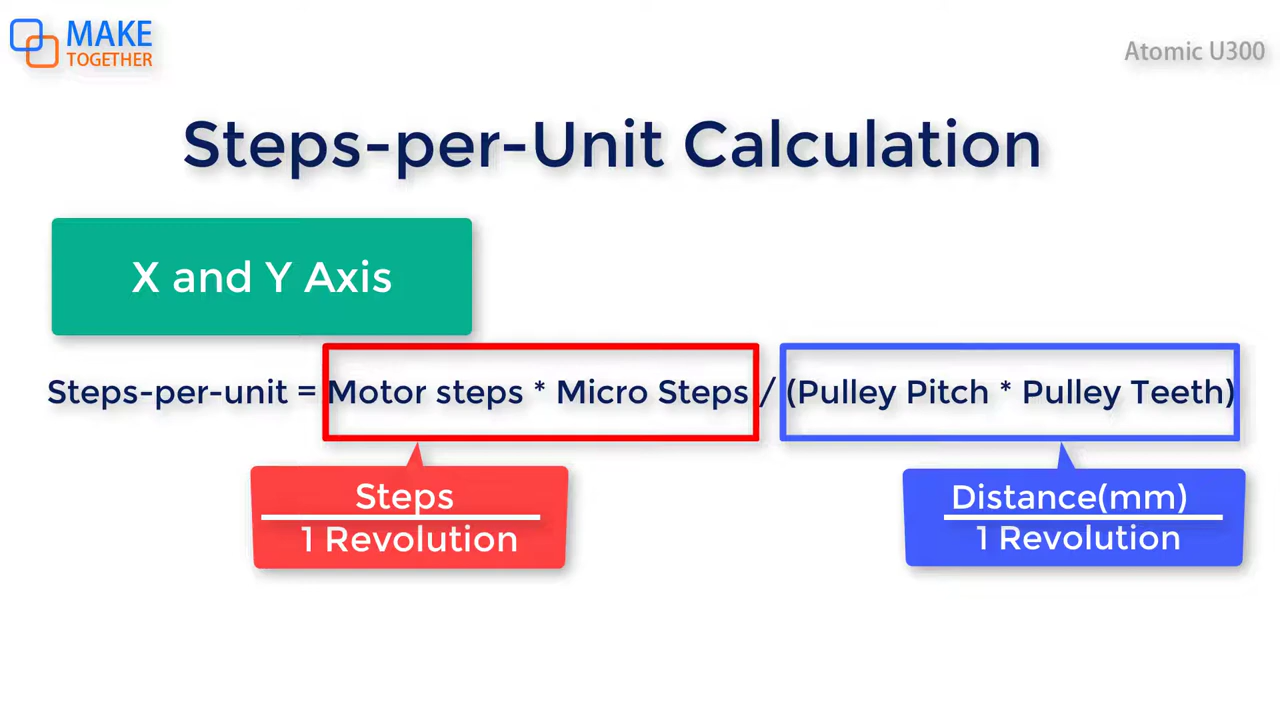 MAKE
TOGETHER
Atomic U300
Steps-per-Unit Calculation
X and Y Axis
Steps-per-unit = Motor steps * Micro Steps / (Pulley Pitch * Pulley Teeth)
Steps
1 Revolution
Distance(mm)
1 Revolution